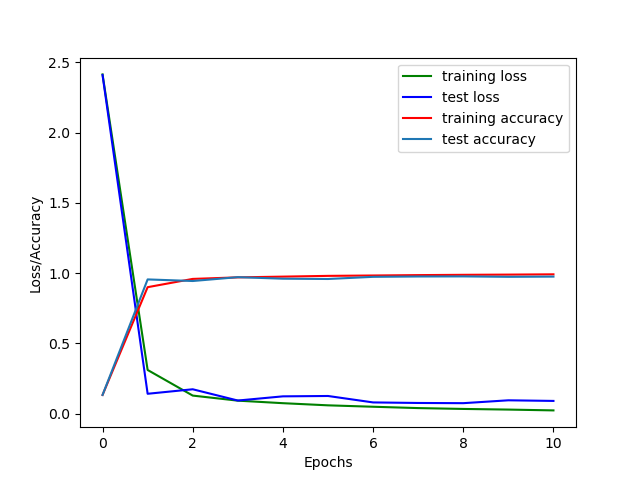 2.5
2.0
1.5
1.0
0.5
0.0
Loss/Accuracy
training loss
test loss
training accuracy
test accuracy
0 2 4 6 8 10
Epochs